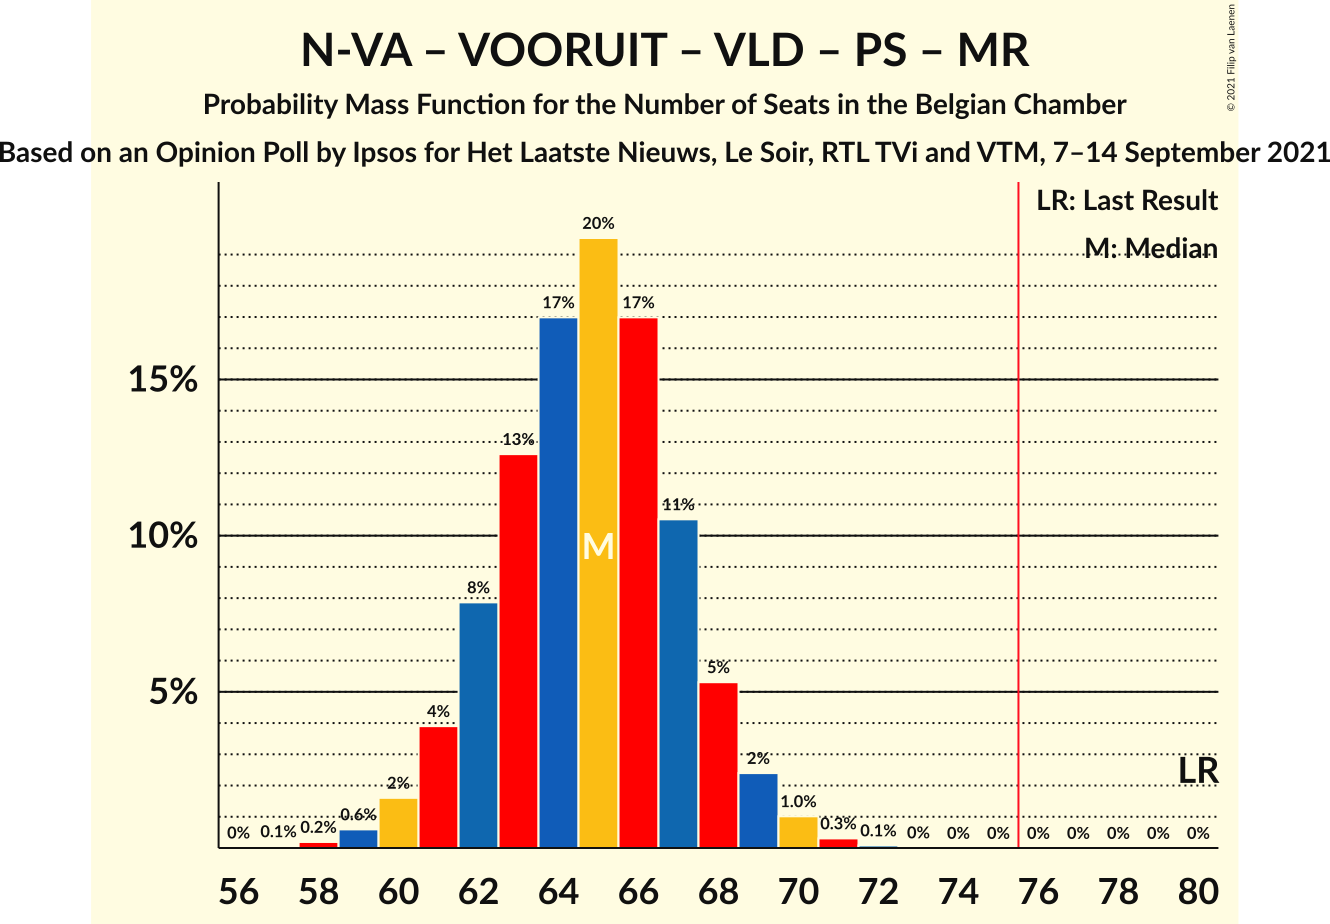 N-VA – VOORUIT – VLD – PS – MR
Probability Mass Function for the Number of Seats in the Belgian Chamber
Based on an Opinion Poll by Ipsos for Het Laatste Nieuws, Le Soir, RTL TVi and VTM, 7–14 September 2021
© 2021 Filip van Laenen
LR: Last Result
M: Median
15%
10%
5%
0% 0.1% 0.2% 0.6% 2% 4% 8% 13% 17% 20% 17% 11% 5% 2% 1.0% 0.3% 0.1% 0% 0% 0% 0% 0% 0% 0% 0%
M
LR
56 58 60 62 64 66 68 70 72 74 76 78 80